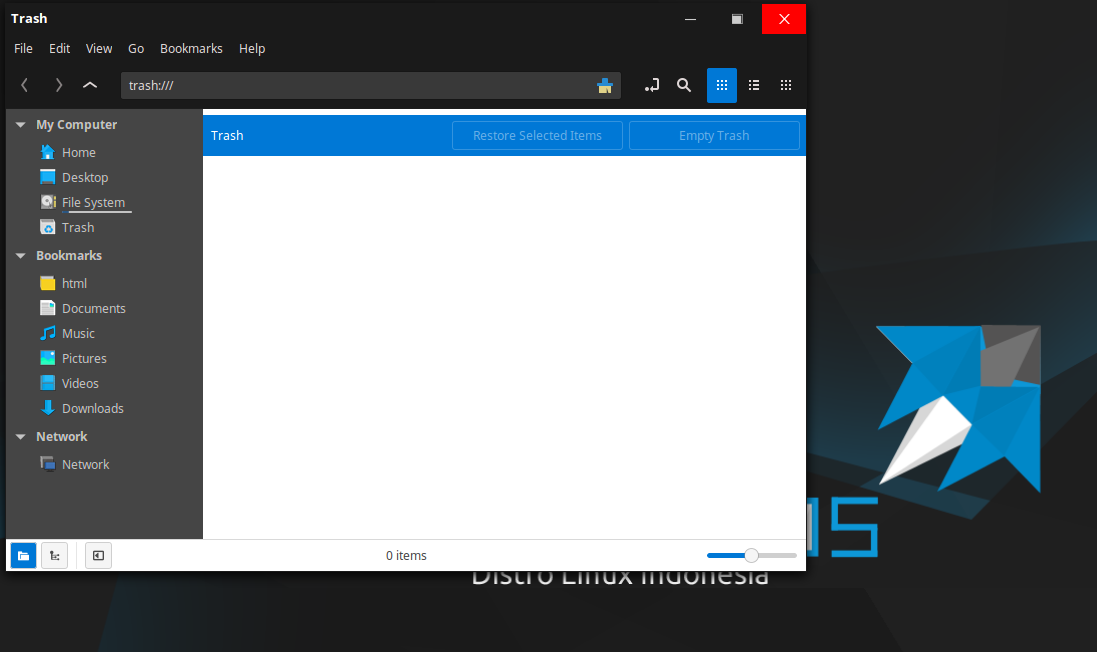 Trash
File Edit View Go Bookmarks Help
trash:///
My Computer
Home
Desktop
File System
Trash
Bookmarks
html
Documents
Music
Pictures
Videos
Downloads
Network
Network
Trash Restore Selected Items Empty Trash
0 items
OS
Distro Linux Indonesia